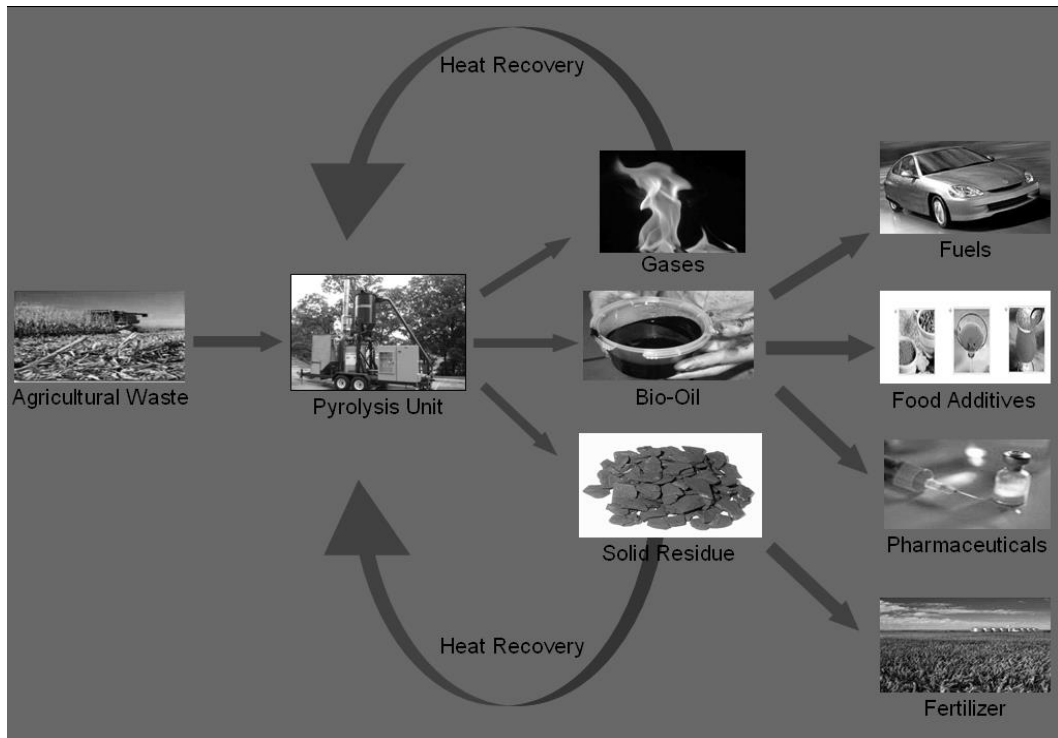 Heat Recovery
Gases
Fuels
Agricultural Waste
Pyrolysis Unit
Bio-Oil
Food Additives
Solid Residue
Pharmaceuticals
Heat Recovery
Fertilizer